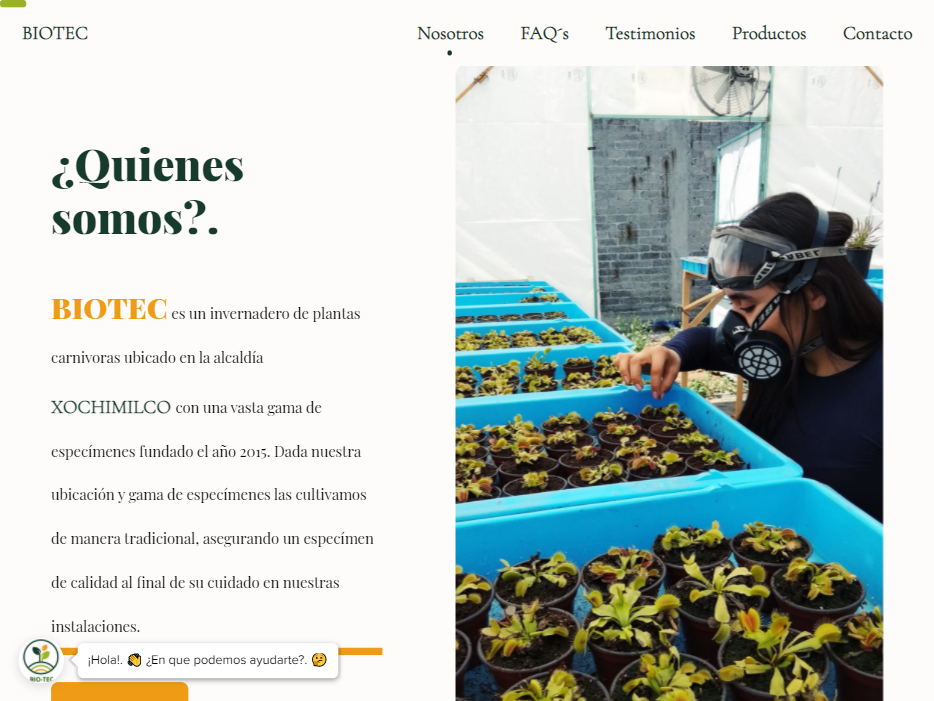 BIOTEC
Nosotros
FAQ´s
Testimonios
Productos
Contacto
¿Quienes
somos?.
BIOTEC es un invernadero de plantas
carnivoras ubicado en la alcaldía
XOCHIMILCO con una vasta gama de
especímenes fundado el año 2015. Dada nuestra
ubicación y gama de especímenes las cultivamos
de manera tradicional, asegurando un especímen
de calidad al final de su cuidado en nuestras
instalaciones.
¡Hola!. 👏 ¿En que podemos ayudarte?. 🤔
BIO-TEC
UBER